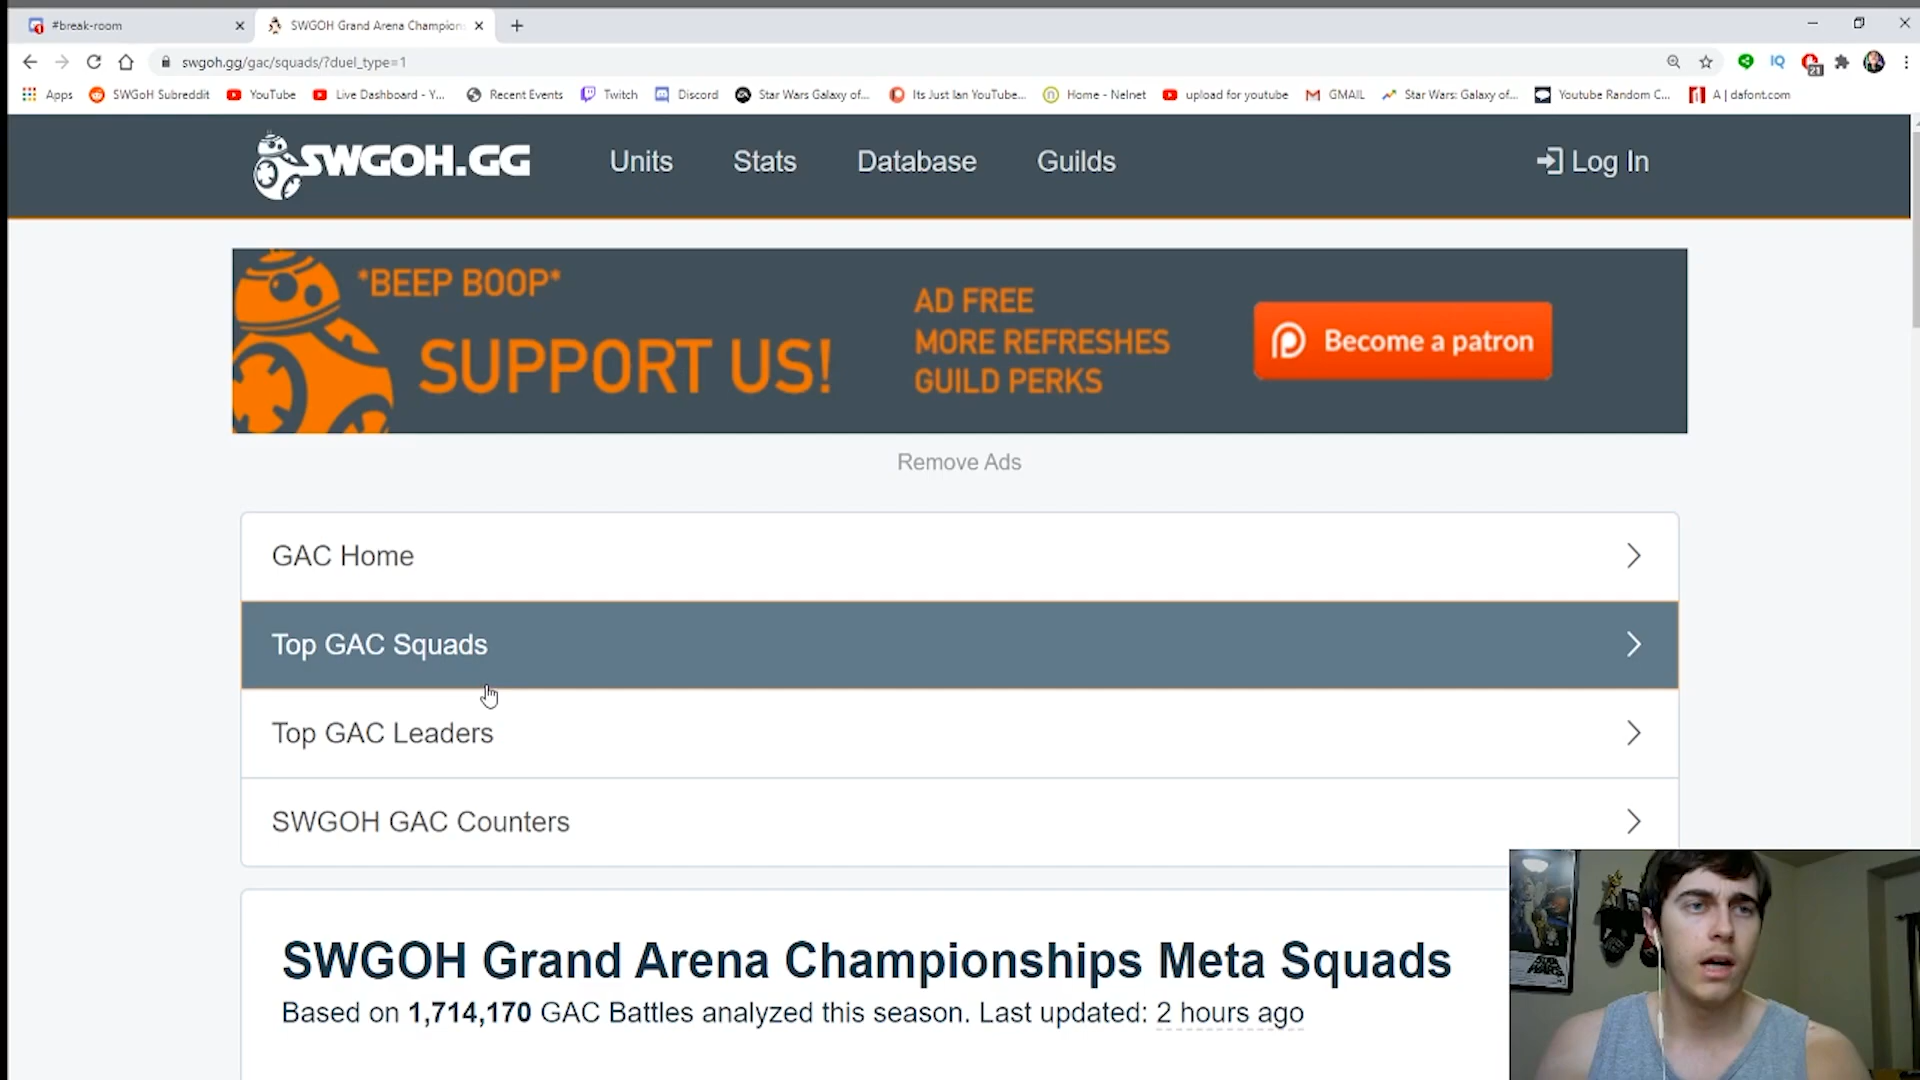 #break-room
SWGOH Grand Arena Champion
swgoh.gg/gac/squads/?duel_type=1
IQ
21
Apps
SWGoH Subreddit
YouTube
Live Dashboard - Y...
Recent Events
Twitch
Discord
Star Wars Galaxy of...
Its Just Ian YouTube...
Home - Nelnet
upload for youtube
GMAIL
Star Wars: Galaxy of...
Youtube Random C...
A | dafont.com
SWGOH.GG
Units
Stats
Database
Guilds
Log In
*BEEP BOOP*
SUPPORT US!
AD FREE
MORE REFRESHES
GUILD PERKS
Become a patron
Remove Ads
GAC Home
Top GAC Squads
Top GAC Leaders
SWGOH GAC Counters
SWGOH Grand Arena Championships Meta Squads
Based on 1,714,170 GAC Battles analyzed this season. Last updated: 2 hours ago
STAR
WARS